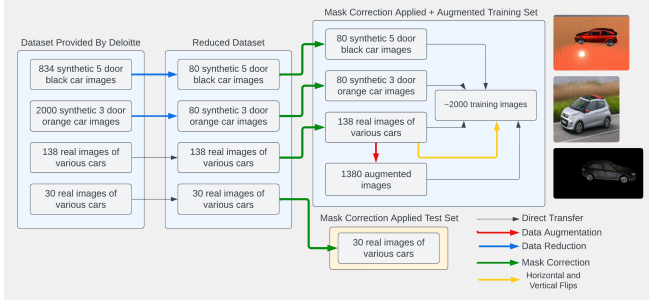 Mask Correction Applied + Augmented Training Set
Dataset Provided By Deloitte
Reduced Dataset
834 synthetic 5 door
black car images
2000 synthetic 3 door
orange car images
138 real images of
various cars
30 real images of
various cars
80 synthetic 5 door
black car images
80 synthetic 3 door
orange car images
138 real images of
various cars
30 real images of
various cars
80 synthetic 5 door
black car images
80 synthetic 3 door
orange car images
138 real images of
various cars
1380 augmented
images
~2000 training images
Mask Correction Applied Test Set
30 real images of
various cars
Direct Transfer
Data Augmentation
Data Reduction
Mask Correction
Horizontal and
Vertical Flips